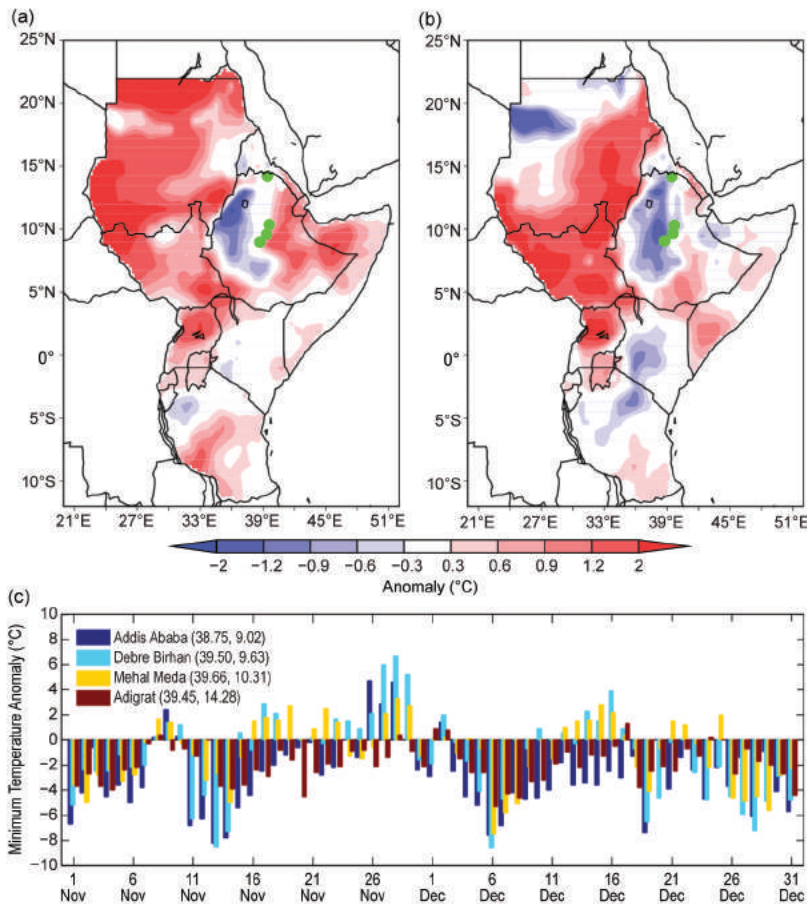 (a)
(b)
25°N
20°N
15°N
10°N
5°N
0°
5°S
10°S
21°E 27°E 33°E 39°E 45°E 51°E
25°N
20°N
15°N
10°N
5°N
0°
5°S
10°S
21°E 27°E 33°E 39°E 45°E 51°E
−2 −1.2 −0.9 −0.6 −0.3 0.3 0.6 0.9 1.2 2
Anomaly (°C)
(c)
Minimum Temperature Anomaly (°C)
10
8
6
4
2
0
−2
−4
−6
−8
−10
Addis Ababa (38.75, 9.02)
Debre Birhan (39.50, 9.63)
Mehal Meda (39.66, 10.31)
Adigrat (39.45, 14.28)
1 6 11 16 21 26 1 6 11 16 21 26 31
Nov Nov Nov Nov Nov Nov Dec Dec Dec Dec Dec Dec Dec